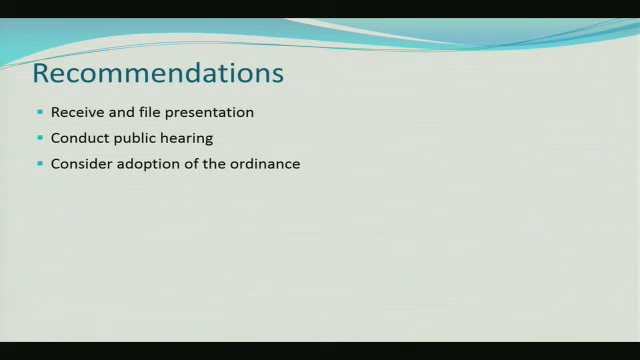 Recommendations
Receive and file presentation
Conduct public hearing
Consider adoption of the ordinance